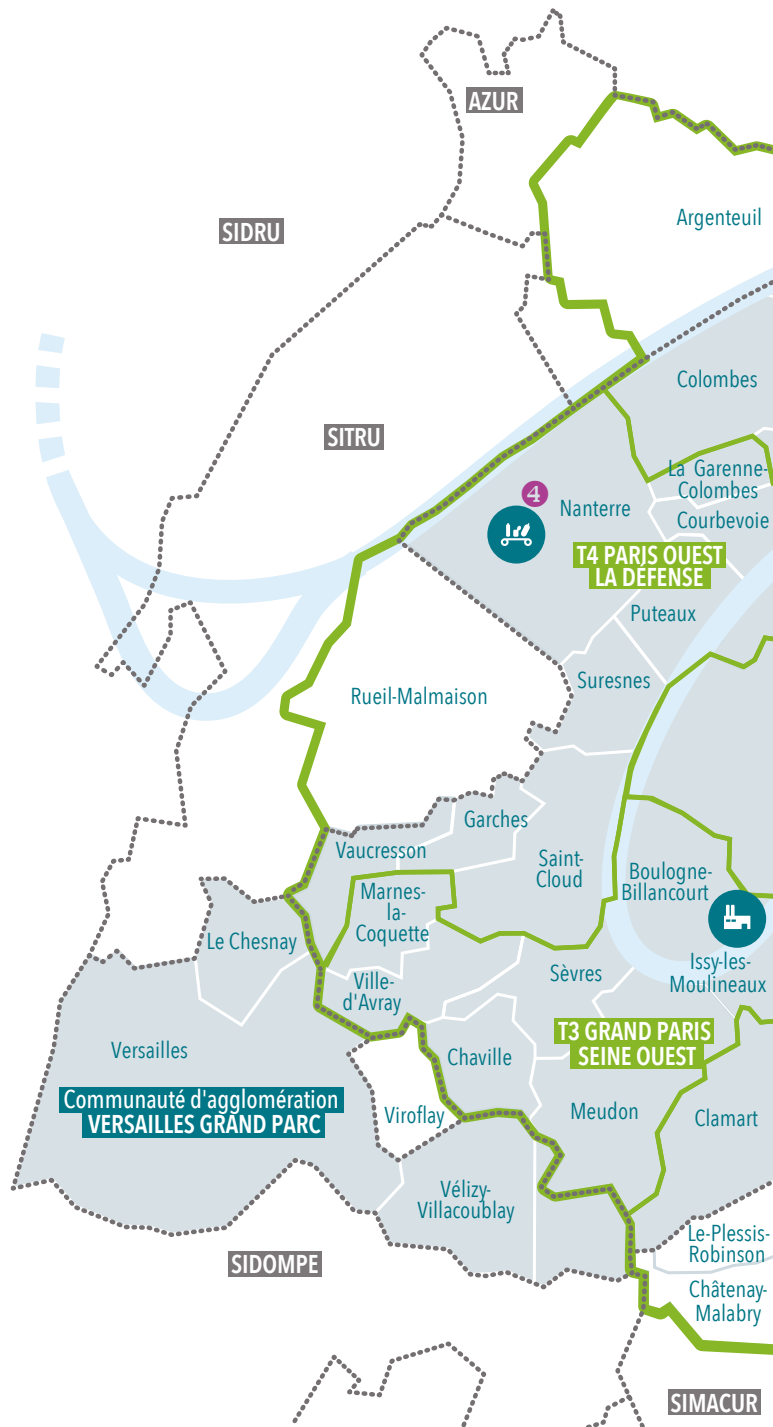 AZUR
Argenteuil
SIDRU
Colombes
SITRU
La Garenne-
Colombes
4
Nanterre
Courbevoie
T4 PARIS OUEST
LA DÉFENSE
Puteaux
Suresnes
Rueil-Malmaison
Garches
Vaucresson
Saint-
Cloud
Boulogne-
Billancourt
Marnes-
la-
Coquette
Le Chesnay
Issy-les-
Moulineaux
Sèvres
Ville-
d'Avray
T3 GRAND PARIS
SEINE OUEST
Versailles
Chaville
Communauté d'agglomération
VERSAILLES GRAND PARC
Viroflay
Meudon
Clamart
Vélizy-
Villacoublay
Le-Plessis-
Robinson
SIDOMPE
Châtenay-
Malabry
SIMACUR